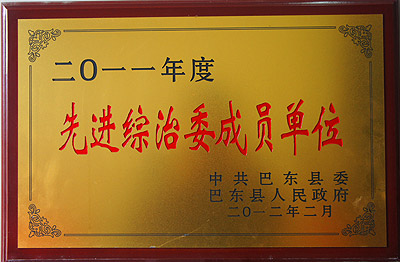 二〇一一年度
先进综治委成员单位
中共巴东县委
巴东县人民政府
二〇一二年二月